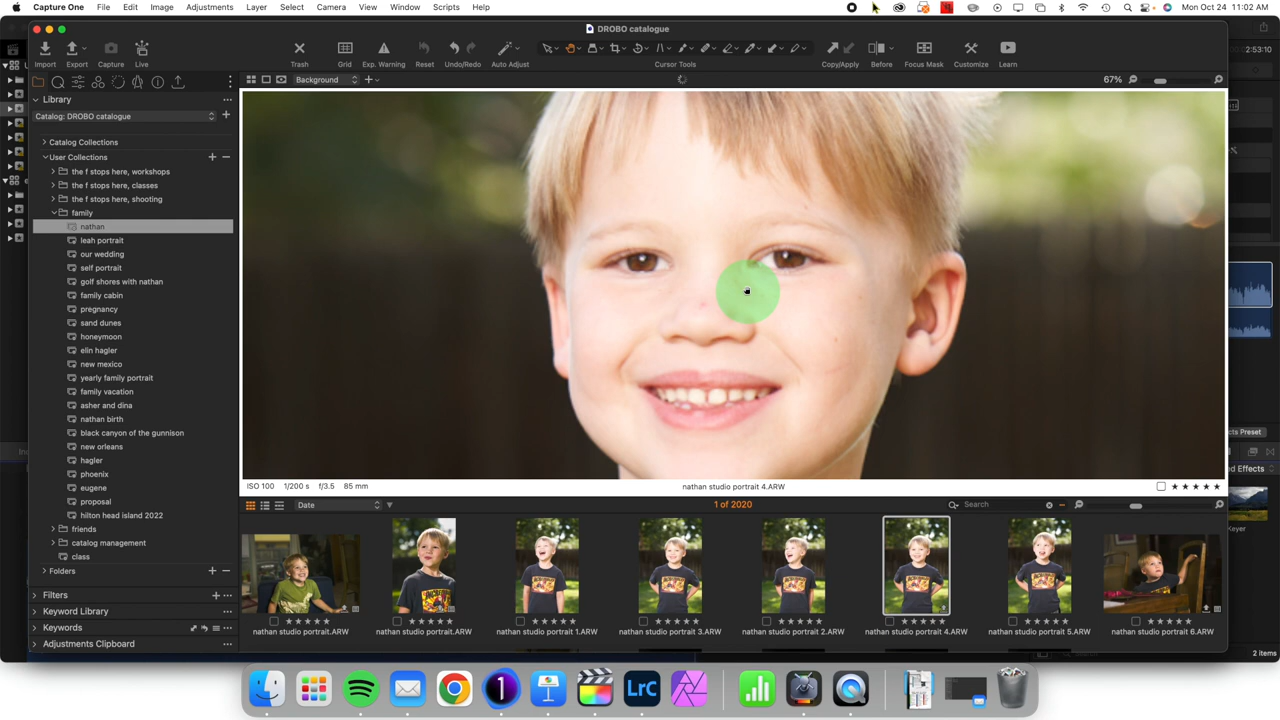 Capture One File Edit Image Adjustments Layer Select Camera View Window Scripts Help Mon Oct 24 11:02 AM
DROBO catalogue
2:53:10
Import Export Capture Live Trash Grid Exp. Warning Reset Undo/Redo Auto Adjust Cursor Tools Copy/Apply Before Focus Mask Customize Learn
Background 67%
Library
Catalog: DROBO catalogue
Catalog Collections
User Collections
the f stops here, workshops
the f stops here, classes
the f stops here, shooting
family
nathan
leah portrait
our wedding
self portrait
golf shores with nathan
family cabin
pregnancy
sand dunes
honeymoon
elin hagler
new mexico
yearly family portrait
family vacation
asher and dina
nathan birth
black canyon of the gunnison
new orleans
hagler
phoenix
eugene
proposal
hilton head island 2022
friends
catalog management
class
Folders
Filters
Keyword Library
Keywords
Adjustments Clipboard
ISO 100 1/200 s f/3.5 85 mm nathan studio portrait 4.ARW
Date 1 of 2020 Search
nathan studio portrait.ARW nathan studio portrait.ARW nathan studio portrait 1.ARW nathan studio portrait 3.ARW nathan studio portrait 2.ARW nathan studio portrait 4.ARW nathan studio portrait 5.ARW nathan studio portrait 6.ARW
cts Preset
d Effects
Keyer
2 items
LrC